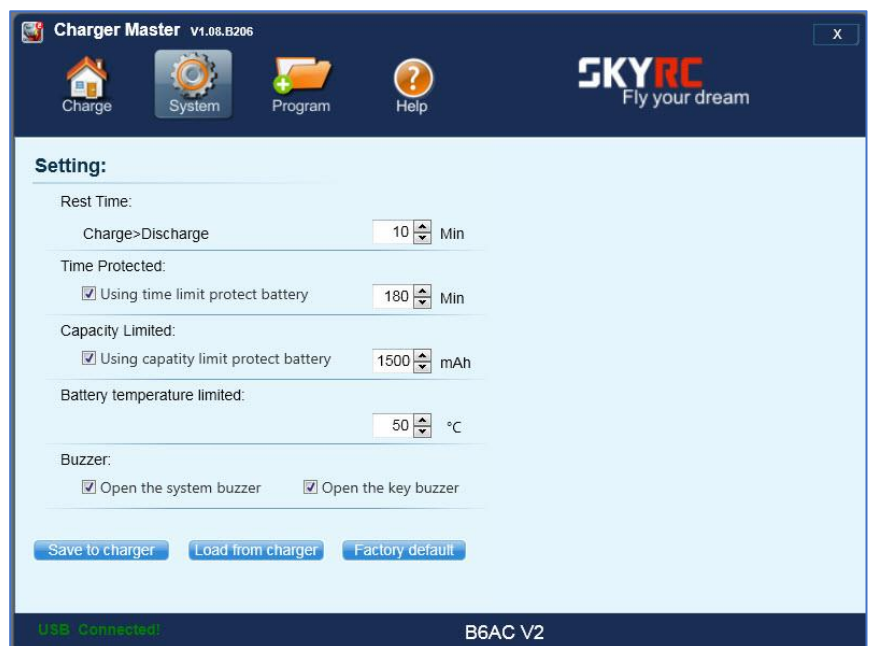 Charger Master V1.08.B206
X
Charge
System
Program
Help
SKYRC
Fly your dream
Setting:
Rest Time:
Charge>Discharge 10 Min
Time Protected:
Using time limit protect battery 180 Min
Capacity Limited:
Using capatity limit protect battery 1500 mAh
Battery temperature limited:
50 °C
Buzzer:
Open the system buzzer Open the key buzzer
Save to charger Load from charger Factory default
USB Connected! B6AC V2